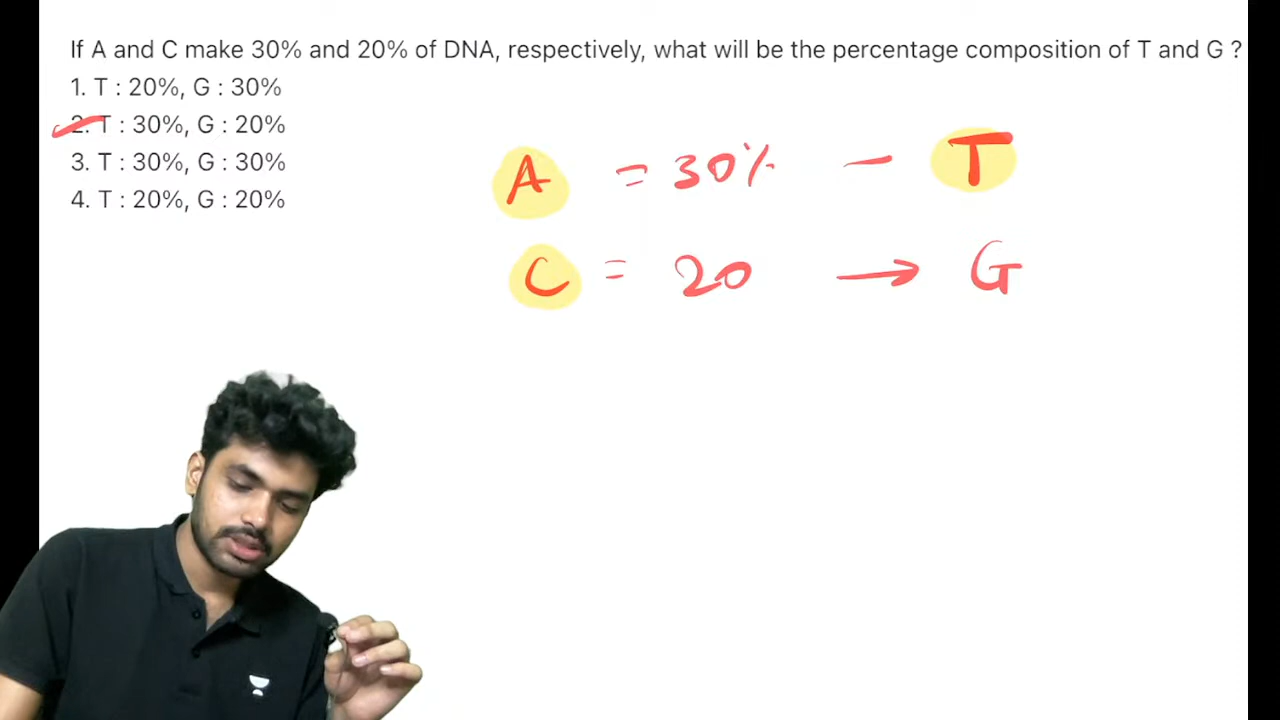 If A and C make 30% and 20% of DNA, respectively, what will be the percentage composition of T and G ?
1. T : 20%, G : 30%
2. T : 30%, G : 20%
3. T : 30%, G : 30%
4. T : 20%, G : 20%
A = 30% – T
C = 20 → G